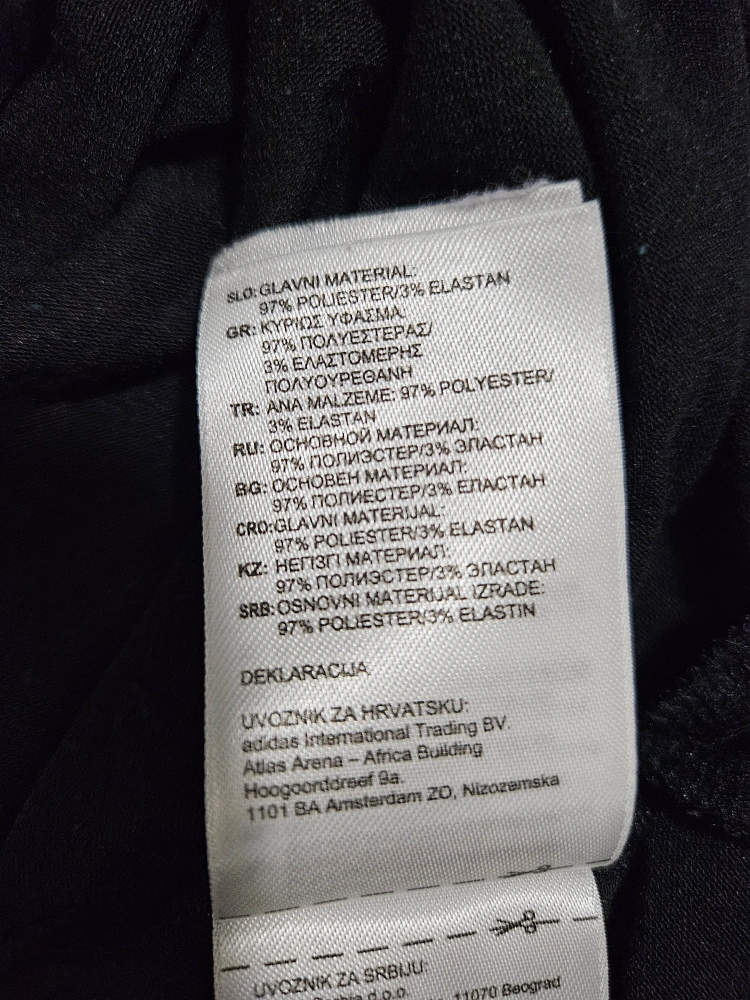 SLO: GLAVNI MATERIAL:
97% POLIESTER/3% ELASTAN
GR: ΚΥΡΙΩΣ ΥΦΑΣΜΑ:
97% ΠΟΛΥΕΣΤΕΡΑΣ/
3% ΕΛΑΣΤΟΜΕΡΗΣ
ΠΟΛΥΟΥΡΕΘΑΝΗ
TR: ANA MALZEME: 97% POLYESTER/
3% ELASTAN
RU: ОСНОВНОЙ МАТЕРИАЛ:
97% ПОЛИЭСТЕР/3% ЭЛАСТАН
BG: ОСНОВЕН МАТЕРИАЛ:
97% ПОЛИЕСТЕР/3% ЕЛАСТАН
CRO: GLAVNI MATERIJAL:
97% POLIESTER/3% ELASTAN
KZ: НЕГІЗГІ МАТЕРИАЛ:
97% ПОЛИЭСТЕР/3% ЭЛАСТАН
SRB: OSNOVNI MATERIJAL IZRADE:
97% POLIESTER/3% ELASTIN
DEKLARACIJA
UVOZNIK ZA HRVATSKU:
adidas International Trading BV.
Atlas Arena – Africa Building
Hoogoorddreef 9a.
1101 BA Amsterdam ZO, Nizozemska
UVOZNIK ZA SRBIJU:
d.o.o. 11070 Beograd